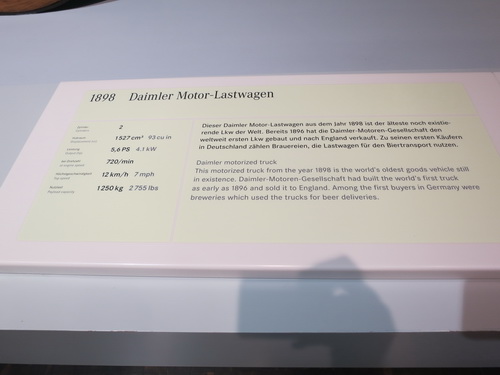 1898 Daimler Motor-Lastwagen
2
1527 cm³ 93 cu in
5,6 PS 4.1 kW
720/min
12 km/h 7 mph
1250 kg 2 755 lbs
Dieser Daimler Motor-Lastwagen aus dem Jahr 1898 ist der älteste noch existie-
rende Lkw der Welt. Bereits 1896 hat die Daimler-Motoren-Gesellschaft den
weltweit ersten Lkw gebaut und nach England verkauft. Zu seinen ersten Käufern
in Deutschland zählen Brauereien, die Lastwagen für den Biertransport nutzen.
Daimler motorized truck
This motorized truck from the year 1898 is the world's oldest goods vehicle still
in existence. Daimler-Motoren-Gesellschaft had built the world's first truck
as early as 1896 and sold it to England. Among the first buyers in Germany were
breweries which used the trucks for beer deliveries.